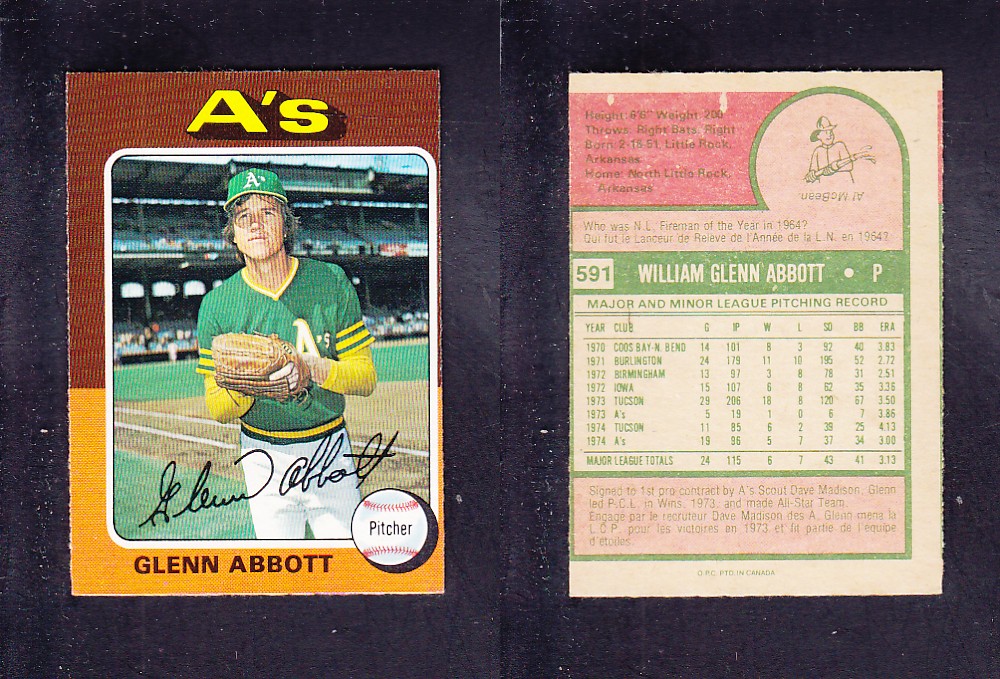 A's
A
A's
Glenn Abbott
Pitcher
GLENN ABBOTT
Height: 6'6" Weight: 200
Throws: Right Bats: Right
Born: 2-16-51, Little Rock,
Arkansas
Home: North Little Rock,
Arkansas
Al McBean
Who was N.L. Fireman of the Year in 1964?
Qui fut le Lanceur de Relève de l'Année de la L.N. en 1964?
591 WILLIAM GLENN ABBOTT • P
MAJOR AND MINOR LEAGUE PITCHING RECORD
YEAR CLUB G IP W L SO BB ERA
1970 COOS BAY-N. BEND 14 101 8 3 92 40 3.83
1971 BURLINGTON 24 179 11 10 195 52 2.72
1972 BIRMINGHAM 13 97 3 8 78 31 2.51
1972 IOWA 15 107 6 8 62 35 3.36
1973 TUCSON 29 206 18 8 120 67 3.50
1973 A's 5 19 1 0 6 7 3.86
1974 TUCSON 11 85 6 2 39 25 4.13
1974 A's 19 96 5 7 37 34 3.00
MAJOR LEAGUE TOTALS 24 115 6 7 43 41 3.13
Signed to 1st pro contract by A's Scout Dave Madison, Glenn
led P.C.L. in Wins, 1973, and made All-Star Team.
Engagé par le recruteur Dave Madison des A, Glenn mena la
L.O.P. pour les victoires en 1973 et fit partie de l'équipe
d'étoiles.
O.P.C. PTD. IN CANADA